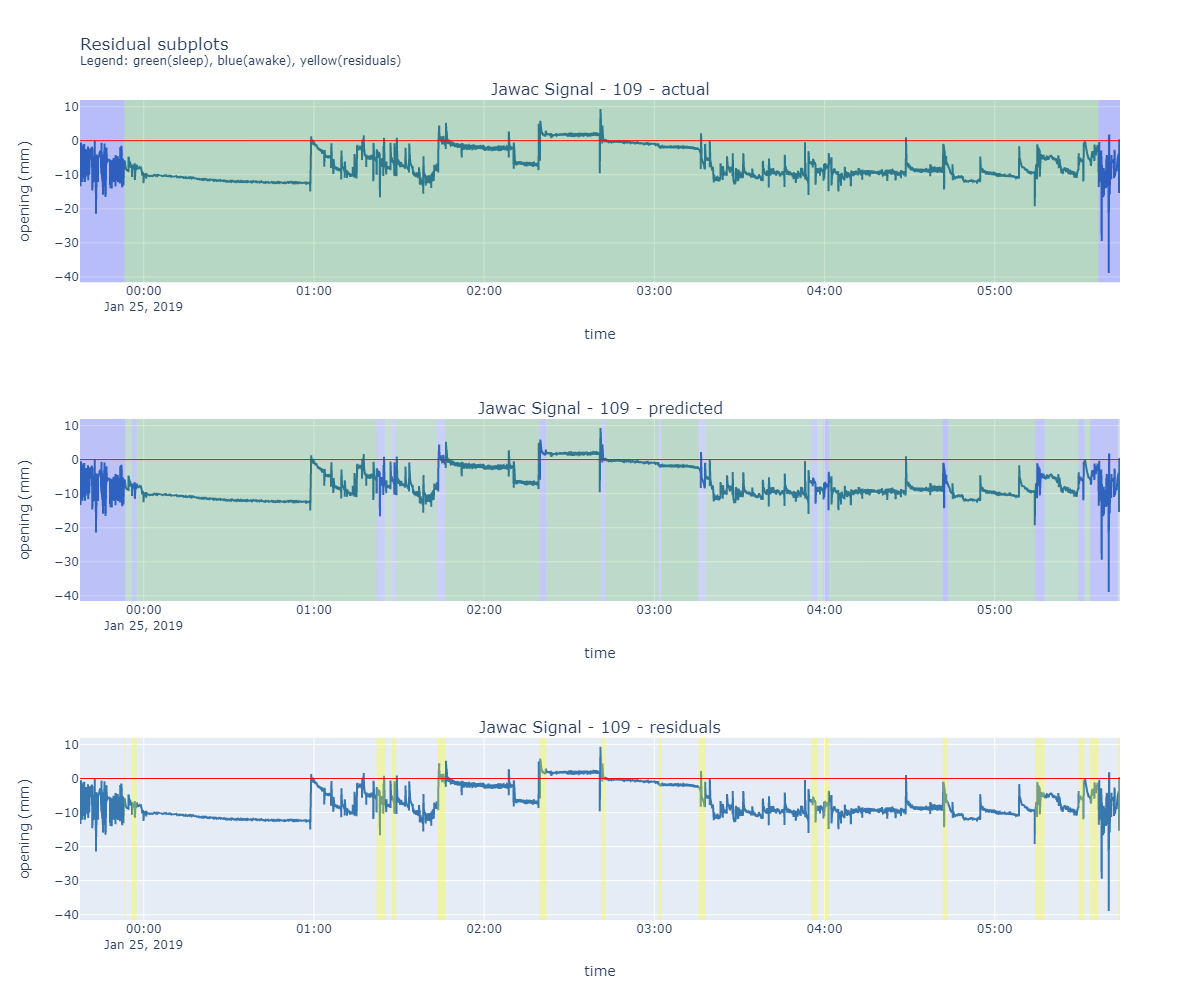 Residual subplots
Legend: green(sleep), blue(awake), yellow(residuals)
Jawac Signal - 109 - actual
10
0
−10
−20
−30
−40
opening (mm)
00:00 01:00 02:00 03:00 04:00 05:00
Jan 25, 2019
time
Jawac Signal - 109 - predicted
10
0
−10
−20
−30
−40
opening (mm)
00:00 01:00 02:00 03:00 04:00 05:00
Jan 25, 2019
time
Jawac Signal - 109 - residuals
10
0
−10
−20
−30
−40
opening (mm)
00:00 01:00 02:00 03:00 04:00 05:00
Jan 25, 2019
time